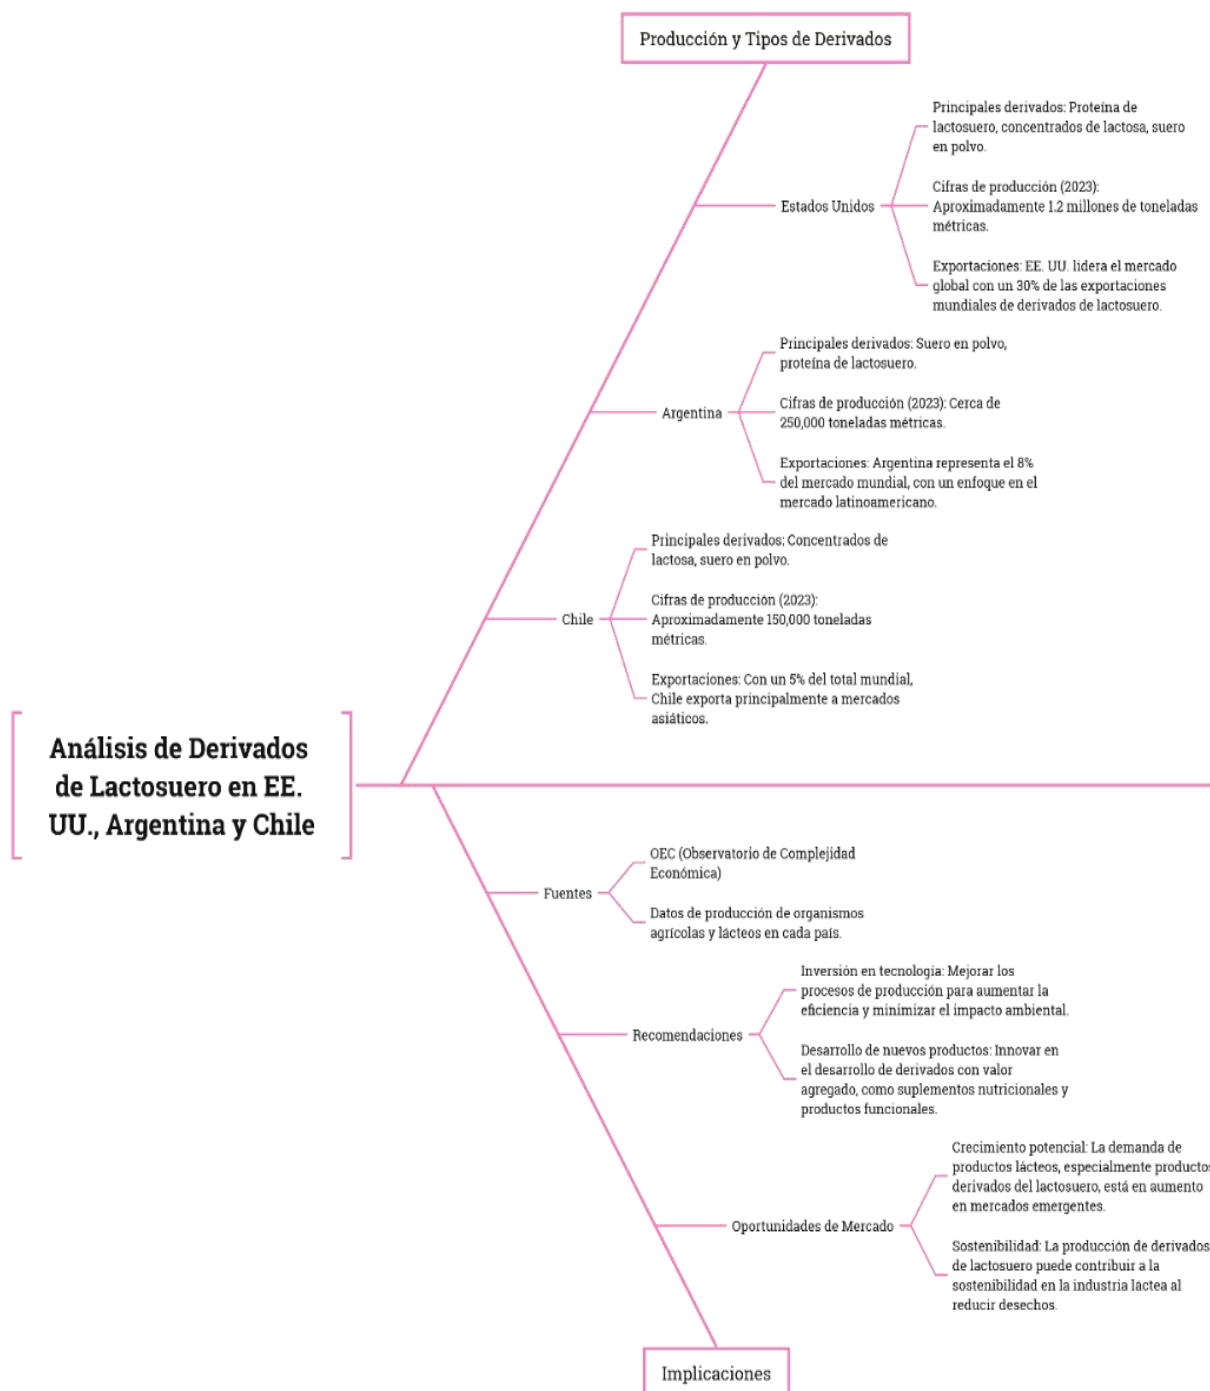 Producción y Tipos de Derivados
Principales derivados: Proteína de
lactosuero, concentrados de lactosa, suero
en polvo.
Estados Unidos
Cifras de producción (2023):
Aproximadamente 1.2 millones de toneladas
métricas.
Exportaciones: EE. UU. lidera el mercado
global con un 30% de las exportaciones
mundiales de derivados de lactosuero.
Principales derivados: Suero en polvo,
proteína de lactosuero.
Argentina
Cifras de producción (2023): Cerca de
250,000 toneladas métricas.
Exportaciones: Argentina representa el 8%
del mercado mundial, con un enfoque en el
mercado latinoamericano.
Principales derivados: Concentrados de
lactosa, suero en polvo.
Chile
Cifras de producción (2023):
Aproximadamente 150,000 toneladas
métricas.
Exportaciones: Con un 5% del total mundial,
Chile exporta principalmente a mercados
asiáticos.
Análisis de Derivados
de Lactosuero en EE.
UU., Argentina y Chile
Fuentes
OEC (Observatorio de Complejidad
Económica)
Datos de producción de organismos
agrícolas y lácteos en cada país.
Recomendaciones
Inversión en tecnología: Mejorar los
procesos de producción para aumentar la
eficiencia y minimizar el impacto ambiental.
Desarrollo de nuevos productos: Innovar en
el desarrollo de derivados con valor
agregado, como suplementos nutricionales y
productos funcionales.
Oportunidades de Mercado
Crecimiento potencial: La demanda de
productos lácteos, especialmente productos
derivados del lactosuero, está en aumento
en mercados emergentes.
Sostenibilidad: La producción de derivados
de lactosuero puede contribuir a la
sostenibilidad en la industria láctea al
reducir desechos.
Implicaciones